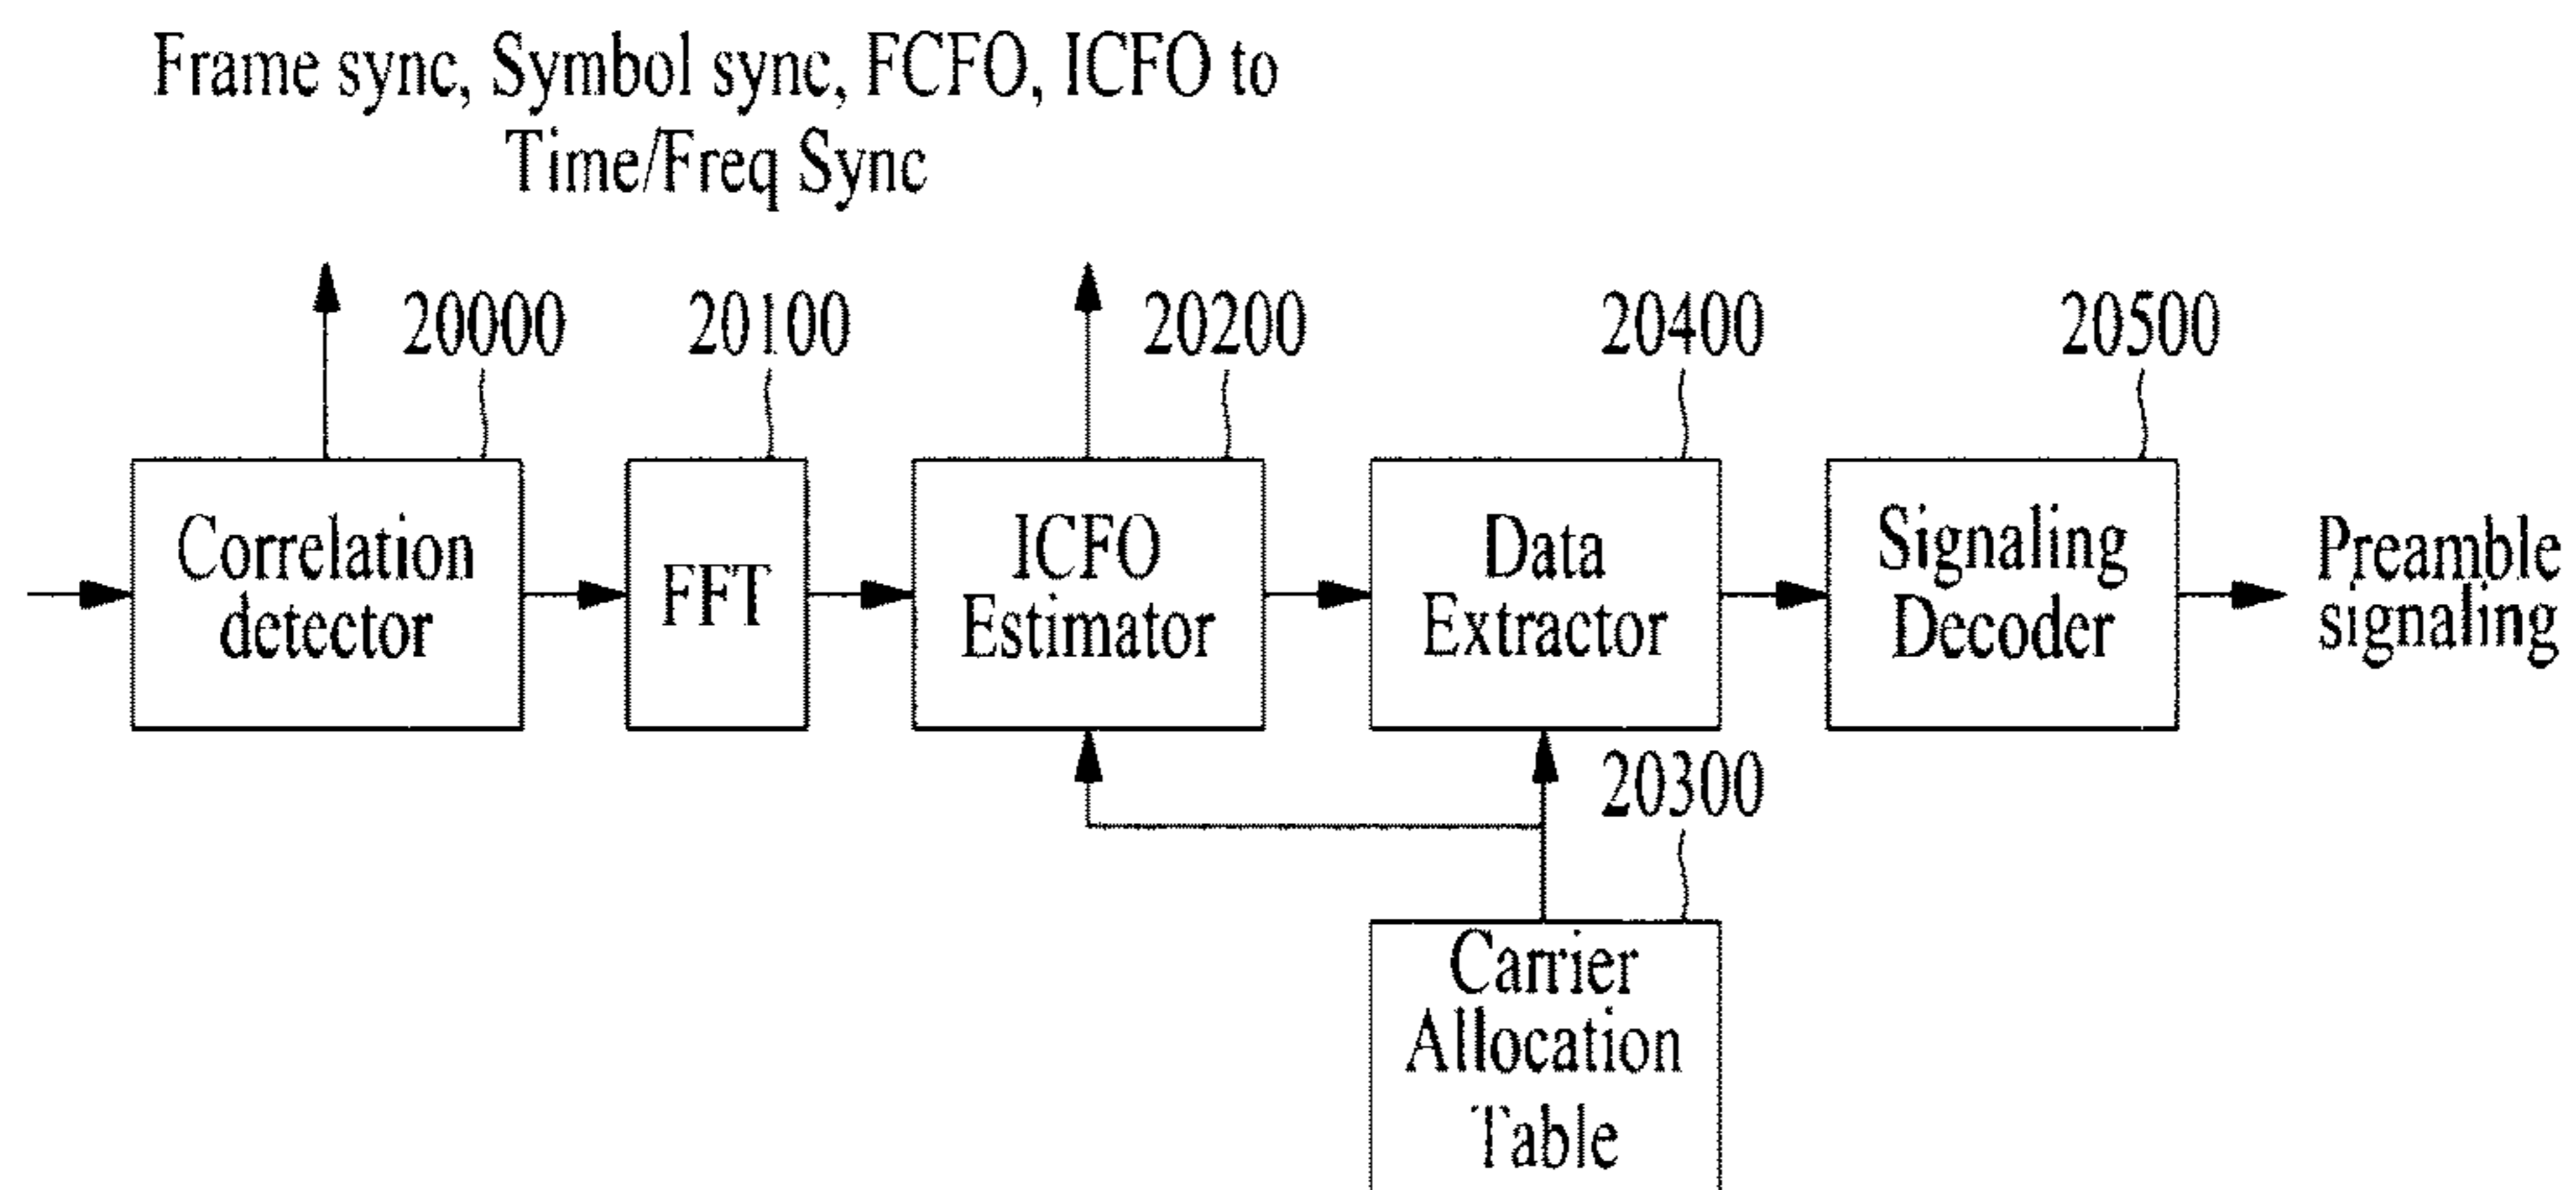 Frame sync, Symbol sync, FCFO, ICFO to
Time/Freq Sync
20000
20100
20200
20400
20500
Correlation
detector
FFT
ICFO
Estimator
Data
Extractor
Signaling
Decoder
Preamble
signaling
20300
Carrier
Allocation
Table